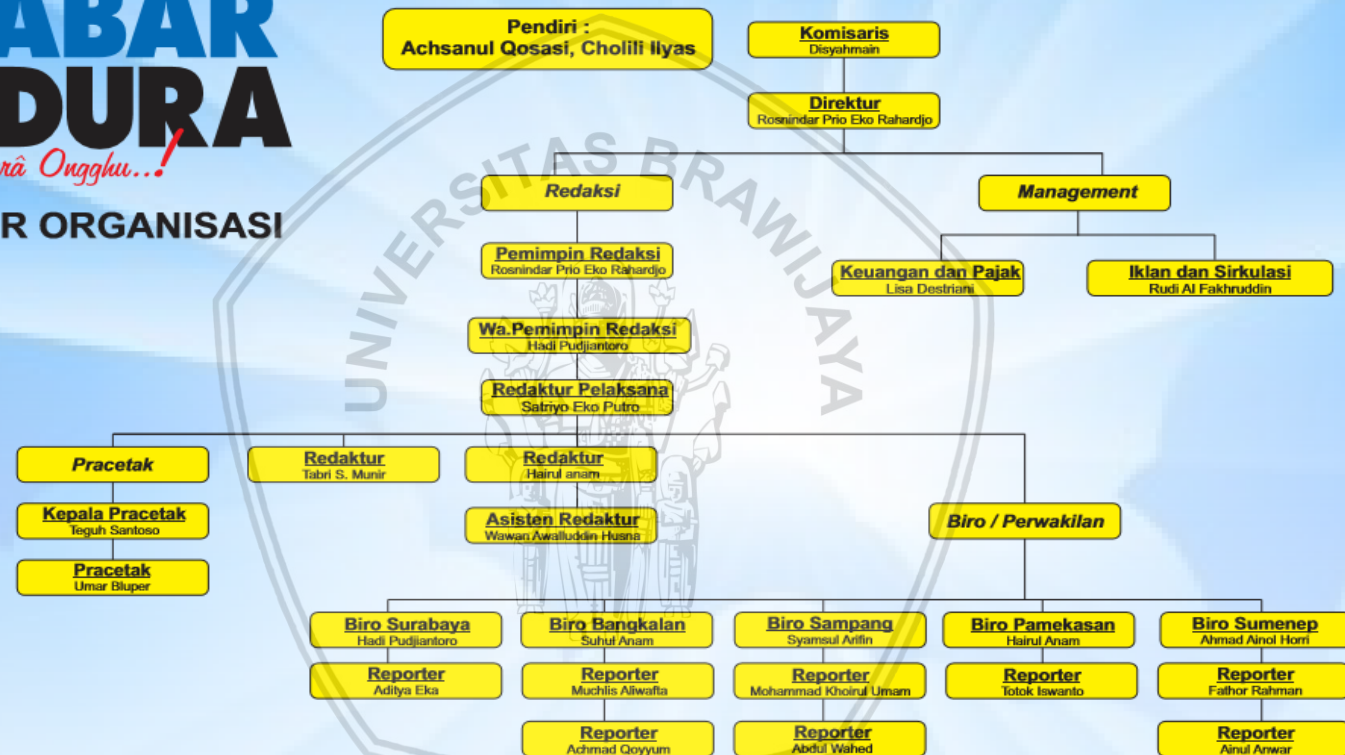 ABAR
DURA
râ Ongghu..!
R ORGANISASI
Pendiri :
Achsanul Qosasi, Cholili Ilyas
Komisaris
Disyahmain
Direktur
Rosnindar Prio Eko Rahardjo
Redaksi
Management
Pemimpin Redaksi
Rosnindar Prio Eko Rahardjo
Keuangan dan Pajak
Lisa Destriani
Iklan dan Sirkulasi
Rudi Al Fakhruddin
Wa.Pemimpin Redaksi
Hadi Pudjiantoro
Redaktur Pelaksana
Satriyo Eko Putro
Pracetak
Redaktur
Tabri S. Munir
Redaktur
Hairul anam
Kepala Pracetak
Teguh Santoso
Asisten Redaktur
Wawan Awalluddin Husna
Biro / Perwakilan
Pracetak
Umar Bluper
Biro Surabaya
Hadi Pudjiantoro
Biro Bangkalan
Suhul Anam
Biro Sampang
Syamsul Arifin
Biro Pamekasan
Hairul Anam
Biro Sumenep
Ahmad Ainol Horri
Reporter
Aditya Eka
Reporter
Muchlis Aliwafta
Reporter
Mohammad Khoirul Umam
Reporter
Totok Iswanto
Reporter
Fathor Rahman
Reporter
Achmad Qoyyum
Reporter
Abdul Wahed
Reporter
Ainul Anwar
UNIVERSITAS BRAWIJAYA